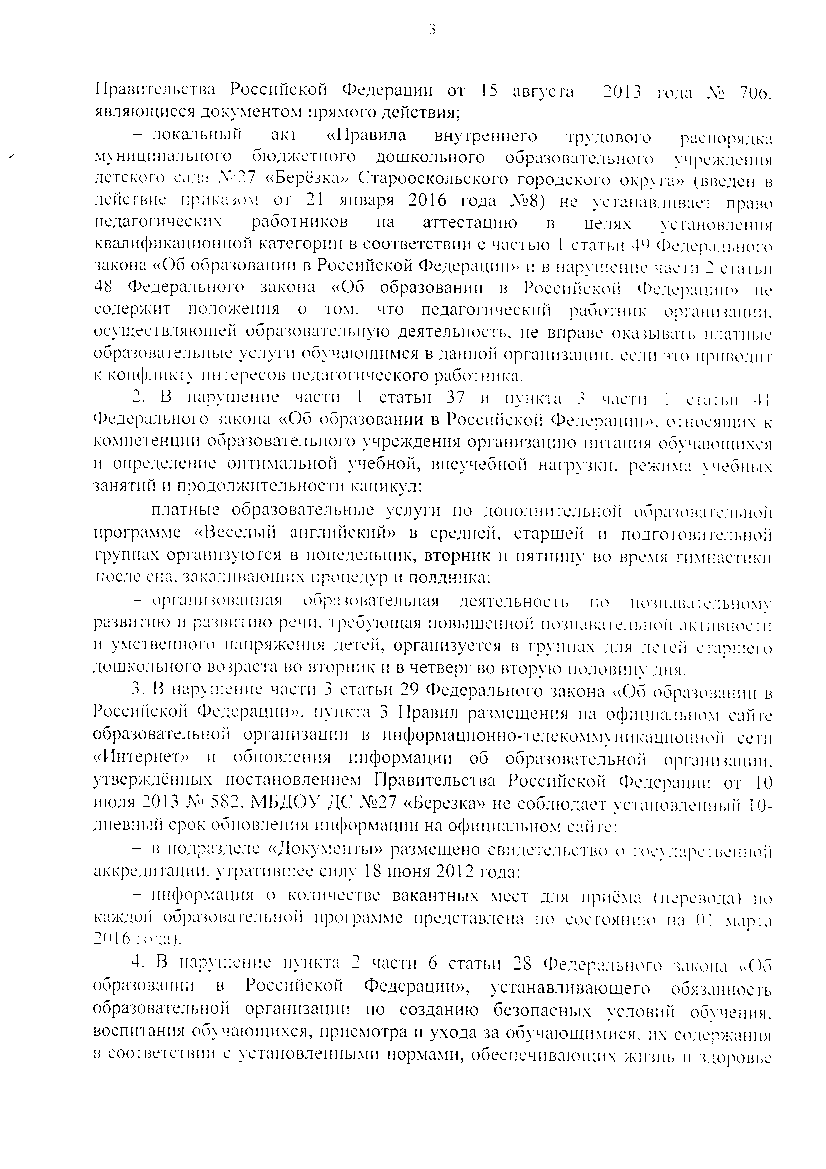 3
Правительства Российской Федерации от 15 августа 2013 года № 706,
являющиеся документом прямого действия;
– локальный акт «Правила внутреннего трудового распорядка
муниципального бюджетного дошкольного образовательного учреждения
детского сада №27 «Берёзка» Старооскольского городского округа» (введен в
действие приказом от 21 января 2016 года №8) не устанавливает право
педагогических работников на аттестацию в целях установления
квалификационной категории в соответствии с частью 1 статьи 49 Федерального
закона «Об образовании в Российской Федерации» и в нарушение части 2 статьи
48 Федерального закона «Об образовании в Российской Федерации» не
содержит положения о том, что педагогический работник организации,
осуществляющей образовательную деятельность, не вправе оказывать платные
образовательные услуги обучающимся в данной организации, если это приводит
к конфликту интересов педагогического работника.
2. В нарушение части 1 статьи 37 и пункта 3 части 1 статьи 41
Федерального закона «Об образовании в Российской Федерации», относящих к
компетенции образовательного учреждения организацию питания обучающихся
и определение оптимальной учебной, внеучебной нагрузки, режима учебных
занятий и продолжительности каникул:
платные образовательные услуги по дополнительной образовательной
программе «Веселый английский» в средней, старшей и подготовительной
группах организуются в понедельник, вторник и пятницу во время гимнастики
после сна, закаливающих процедур и полдника;
– организованная образовательная деятельность по познавательному
развитию и развитию речи, требующая повышенной познавательной активности
и умственного напряжения детей, организуется в группах для детей старшего
дошкольного возраста во вторник и в четверг во вторую половину дня.
3. В нарушение части 3 статьи 29 Федерального закона «Об образовании в
Российской Федерации», пункта 3 Правил размещения на официальном сайте
образовательной организации в информационно-телекоммуникационной сети
«Интернет» и обновления информации об образовательной организации,
утверждённых постановлением Правительства Российской Федерации от 10
июля 2013 № 582, МБДОУ ДС №27 «Березка» не соблюдает установленный 10-
дневный срок обновления информации на официальном сайте:
– в подразделе «Документы» размещено свидетельство о государственной
аккредитации, утратившее силу 18 июня 2012 года;
– информация о количестве вакантных мест для приёма (перевода) по
каждой образовательной программе представлена по состоянию на 01 марта
2016 года).
4. В нарушение пункта 2 части 6 статьи 28 Федерального закона «Об
образовании в Российской Федерации», устанавливающего обязанность
образовательной организации по созданию безопасных условий обучения,
воспитания обучающихся, присмотра и ухода за обучающимися, их содержания
в соответствии с установленными нормами, обеспечивающих жизнь и здоровье